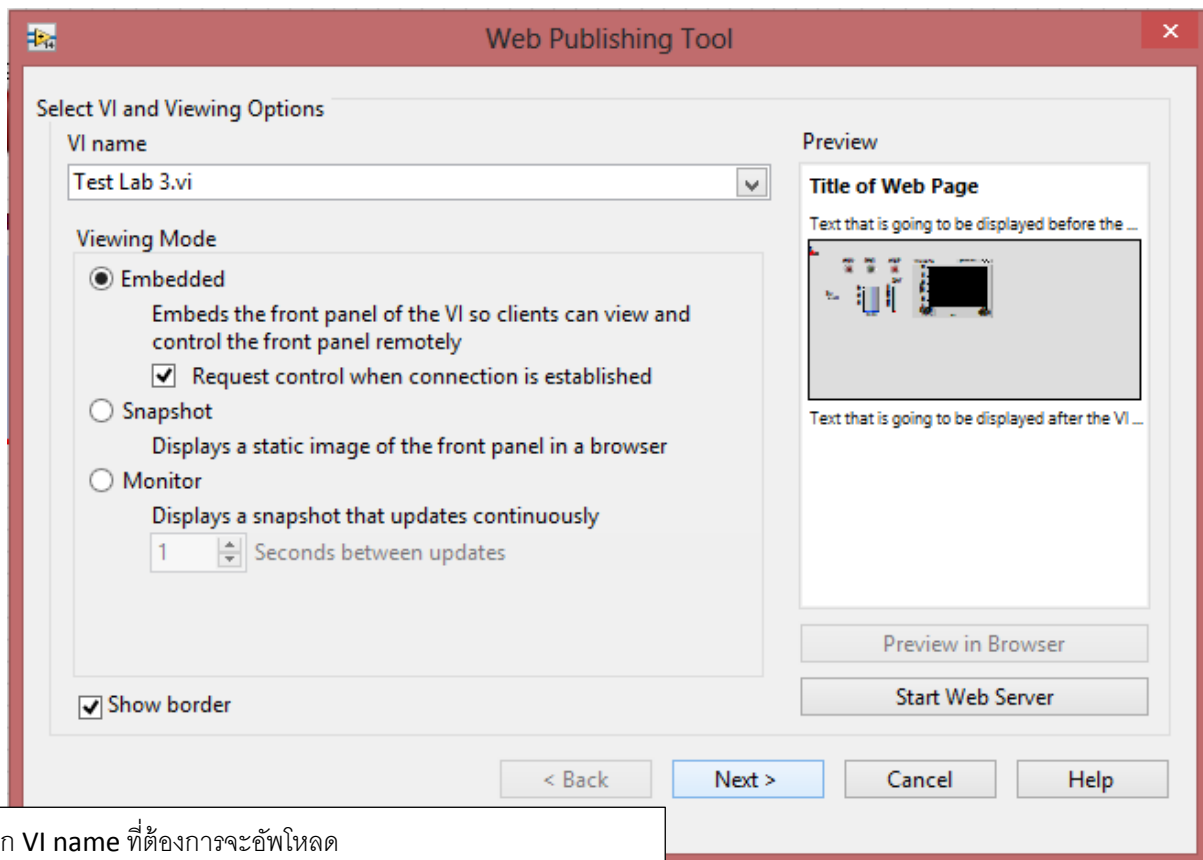 Web Publishing Tool
Select VI and Viewing Options
VI name
Test Lab 3.vi
Viewing Mode
Embedded
Embeds the front panel of the VI so clients can view and
control the front panel remotely
Request control when connection is established
Snapshot
Displays a static image of the front panel in a browser
Monitor
Displays a snapshot that updates continuously
1 Seconds between updates
Show border
Preview
Title of Web Page
Text that is going to be displayed before the ...
Text that is going to be displayed after the VI ...
Preview in Browser
Start Web Server
< Back Next > Cancel Help
VI name ที่ต้องการจะอัพโหลด